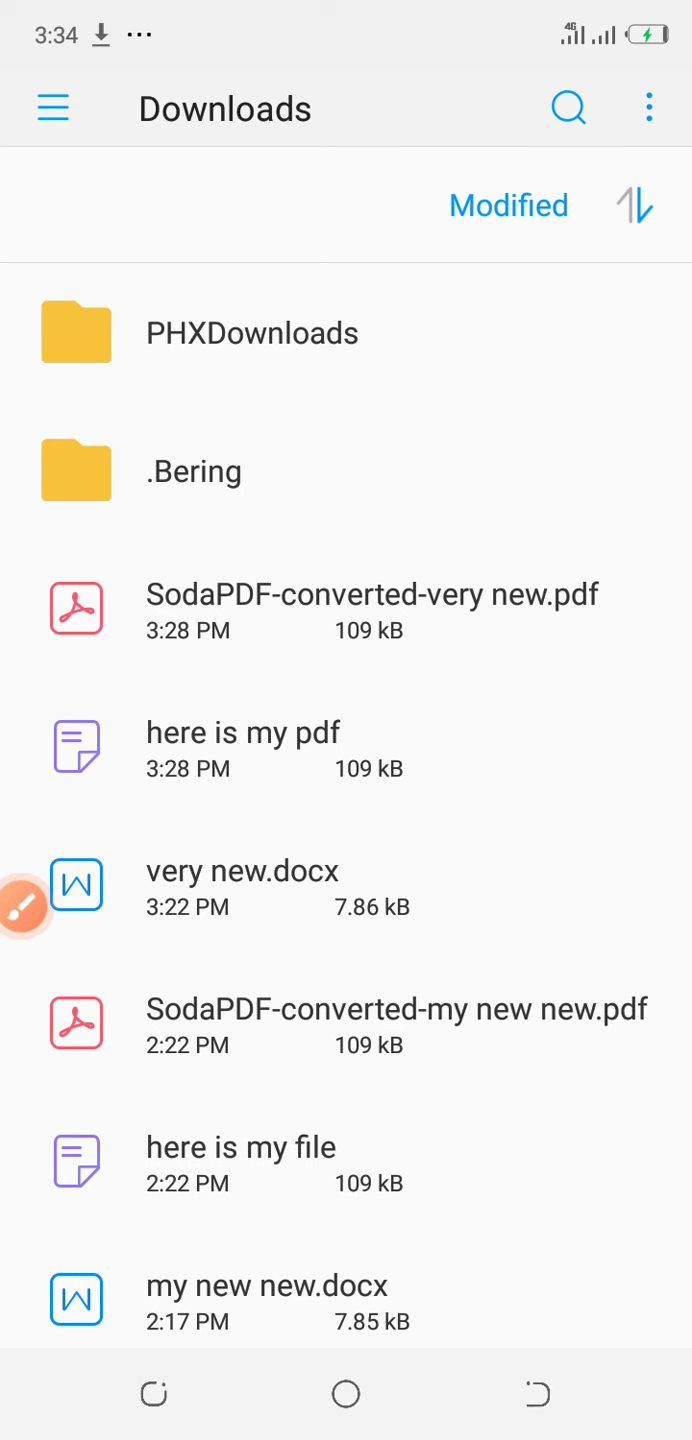 3:34
4G
Downloads
Modified
PHXDownloads
.Bering
SodaPDF-converted-very new.pdf
3:28 PM 109 kB
here is my pdf
3:28 PM 109 kB
very new.docx
3:22 PM 7.86 kB
SodaPDF-converted-my new new.pdf
2:22 PM 109 kB
here is my file
2:22 PM 109 kB
my new new.docx
2:17 PM 7.85 kB